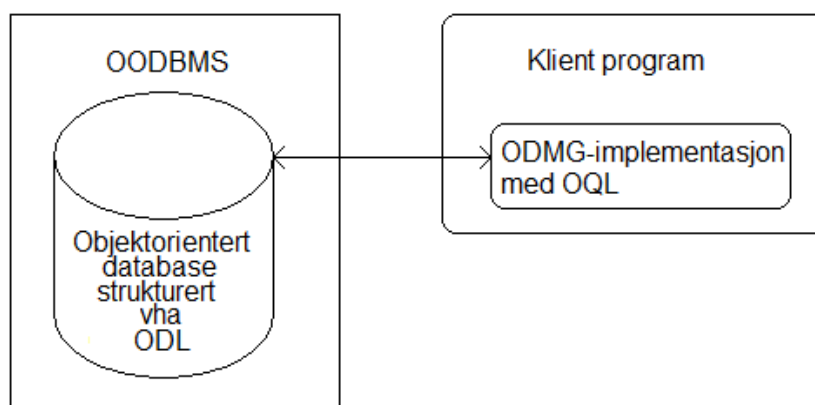 OODBMS
Objektorientert
database
strukturert
vha
ODL
Klient program
ODMG-implementasjon
med OQL